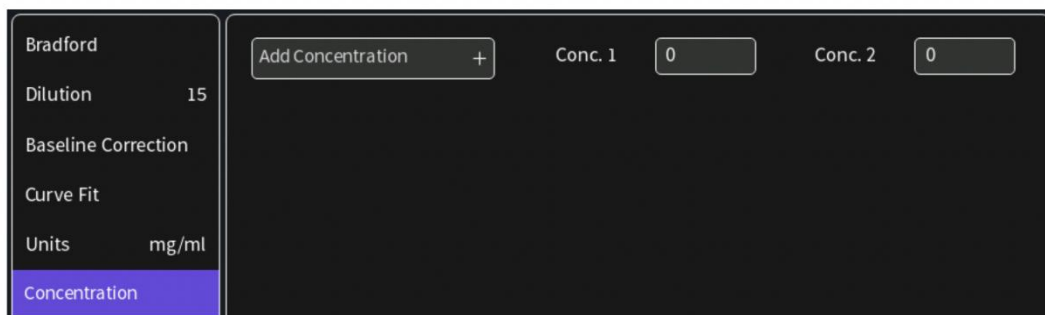 Bradford
Dilution 15
Baseline Correction
Curve Fit
Units mg/ml
Concentration
Add Concentration +
Conc. 1 0
Conc. 2 0